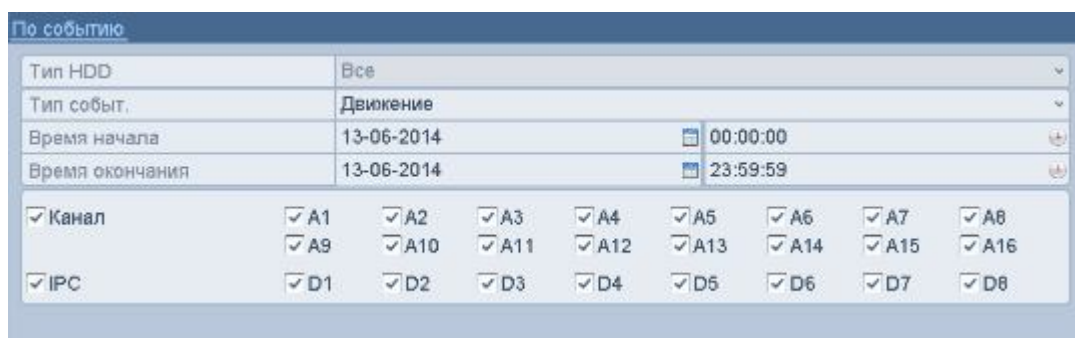 По событию
Тип HDD Все
Тип событ. Движение
Время начала 13-06-2014 00:00:00
Время окончания 13-06-2014 23:59:59
Канал A1 A2 A3 A4 A5 A6 A7 A8
A9 A10 A11 A12 A13 A14 A15 A16
IPC D1 D2 D3 D4 D5 D6 D7 D8